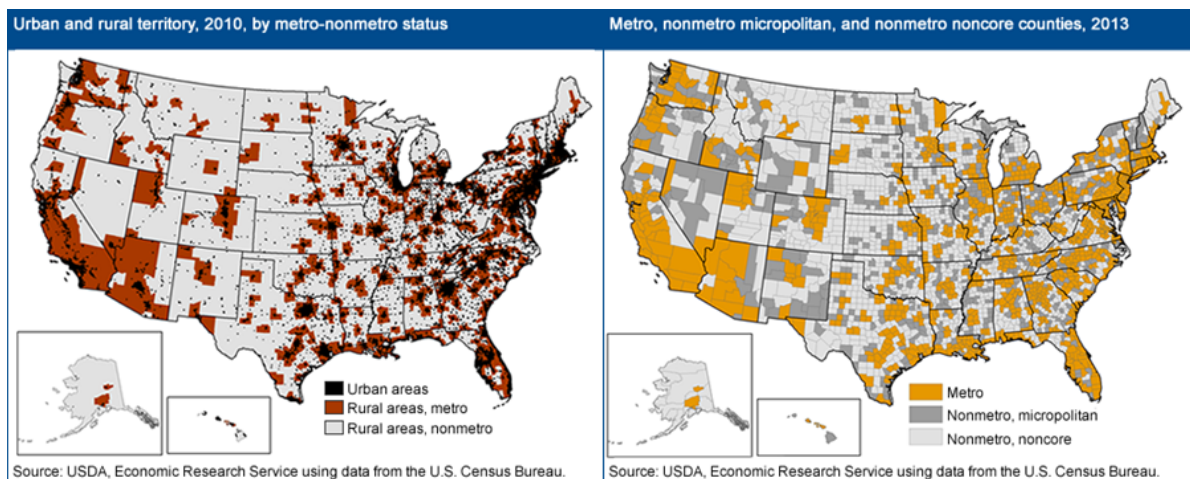 Urban and rural territory, 2010, by metro-nonmetro status
Urban areas
Rural areas, metro
Rural areas, nonmetro
Source: USDA, Economic Research Service using data from the U.S. Census Bureau.
Metro, nonmetro micropolitan, and nonmetro noncore counties, 2013
Metro
Nonmetro, micropolitan
Nonmetro, noncore
Source: USDA, Economic Research Service using data from the U.S. Census Bureau.